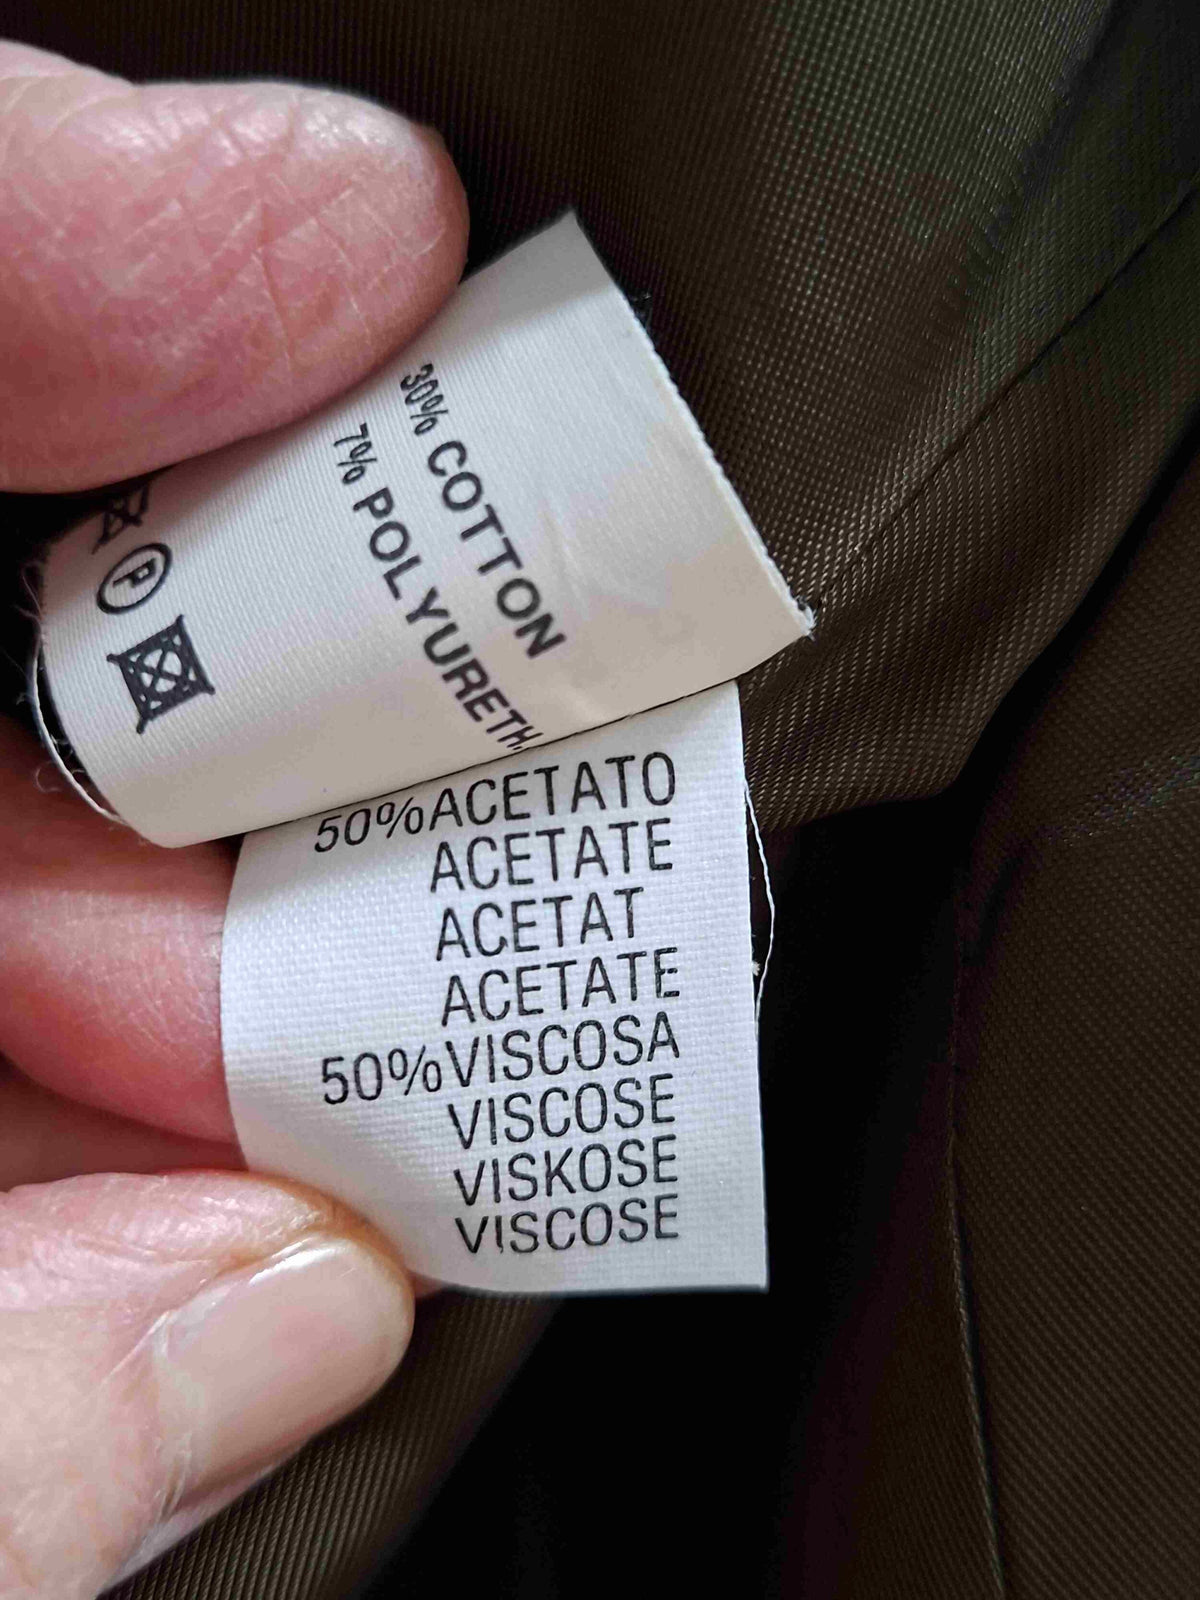 30% COTTON
7% POLYURETH
P
50%ACETATO
ACETATE
ACETAT
ACETATE
50%VISCOSA
VISCOSE
VISKOSE
VISCOSE